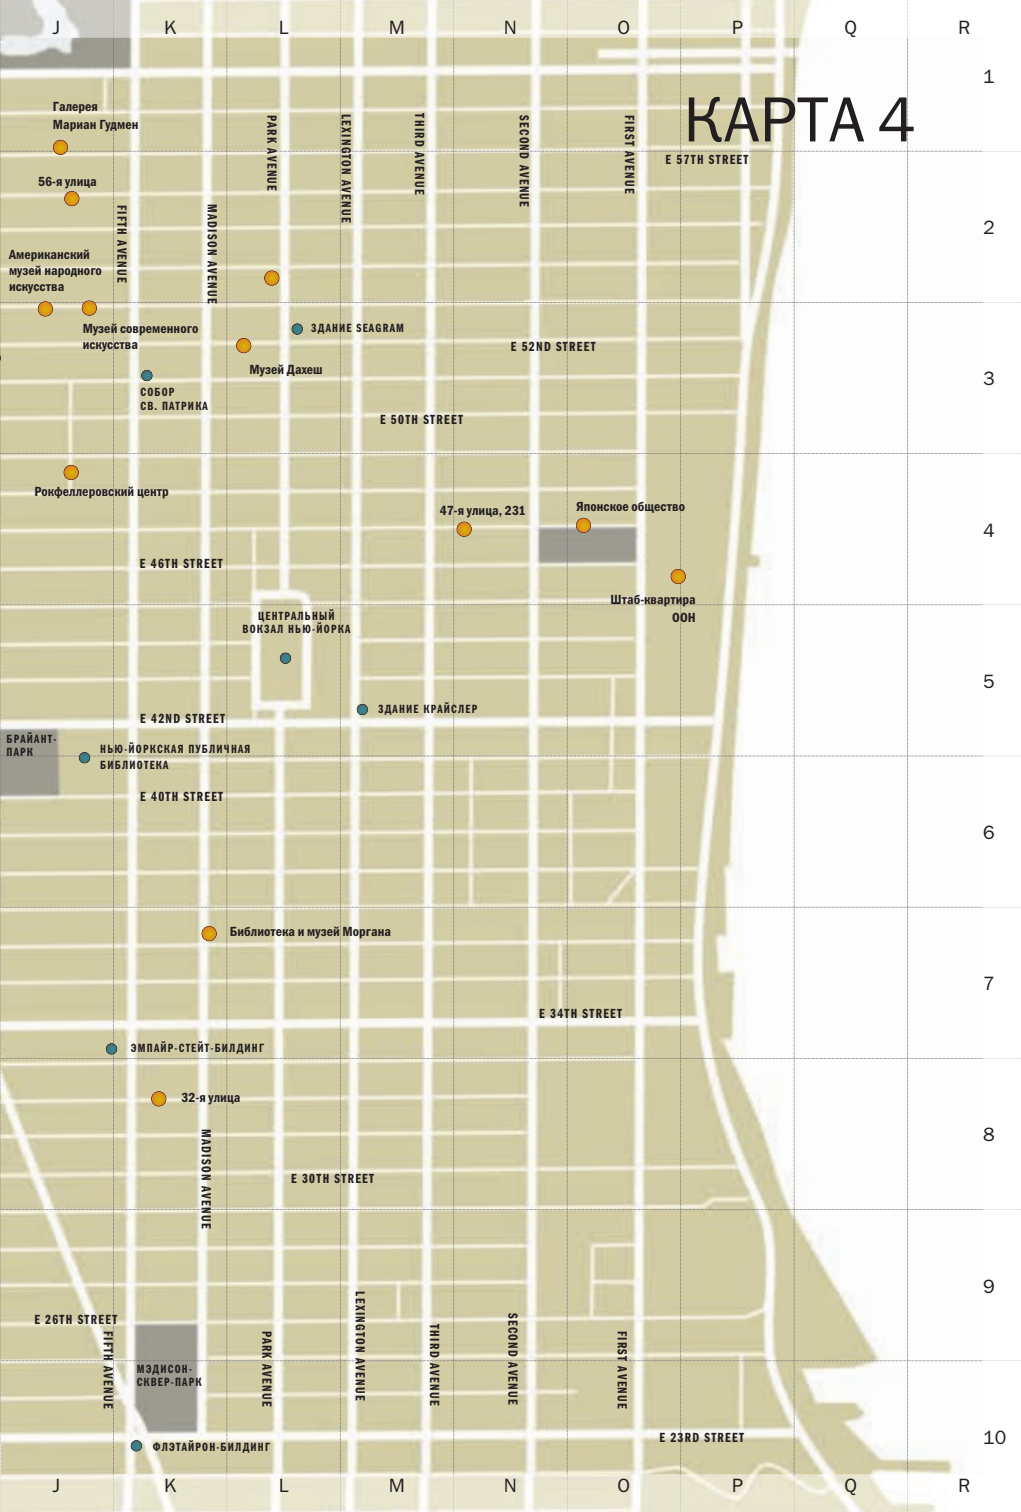 J K L M N O P Q R
1
КАРТА 4
Галерея
Мариан Гудмен
PARK AVENUE
LEXINGTON AVENUE
THIRD AVENUE
SECOND AVENUE
FIRST AVENUE
E 57TH STREET
56-я улица
FIFTH AVENUE
MADISON AVENUE
2
Американский
музей народного
искусства
Музей современного
искусства
ЗДАНИЕ SEAGRAM
E 52ND STREET
Музей Дахеш
3
СОБОР
СВ. ПАТРИКА
E 50TH STREET
Рокфеллеровский центр
47-я улица, 231
Японское общество
4
E 46TH STREET
Штаб-квартира
ООН
ЦЕНТРАЛЬНЫЙ
ВОКЗАЛ НЬЮ-ЙОРКА
5
ЗДАНИЕ КРАЙСЛЕР
E 42ND STREET
БРАЙАНТ-
ПАРК
НЬЮ-ЙОРКСКАЯ ПУБЛИЧНАЯ
БИБЛИОТЕКА
E 40TH STREET
6
Библиотека и музей Моргана
7
E 34TH STREET
ЭМПАЙР-СТЕЙТ-БИЛДИНГ
32-я улица
8
MADISON AVENUE
E 30TH STREET
9
E 26TH STREET
FIFTH AVENUE
PARK AVENUE
LEXINGTON AVENUE
THIRD AVENUE
SECOND AVENUE
FIRST AVENUE
МЭДИСОН-
СКВЕР-ПАРК
E 23RD STREET
10
ФЛЭТАЙРОН-БИЛДИНГ
J K L M N O P Q R